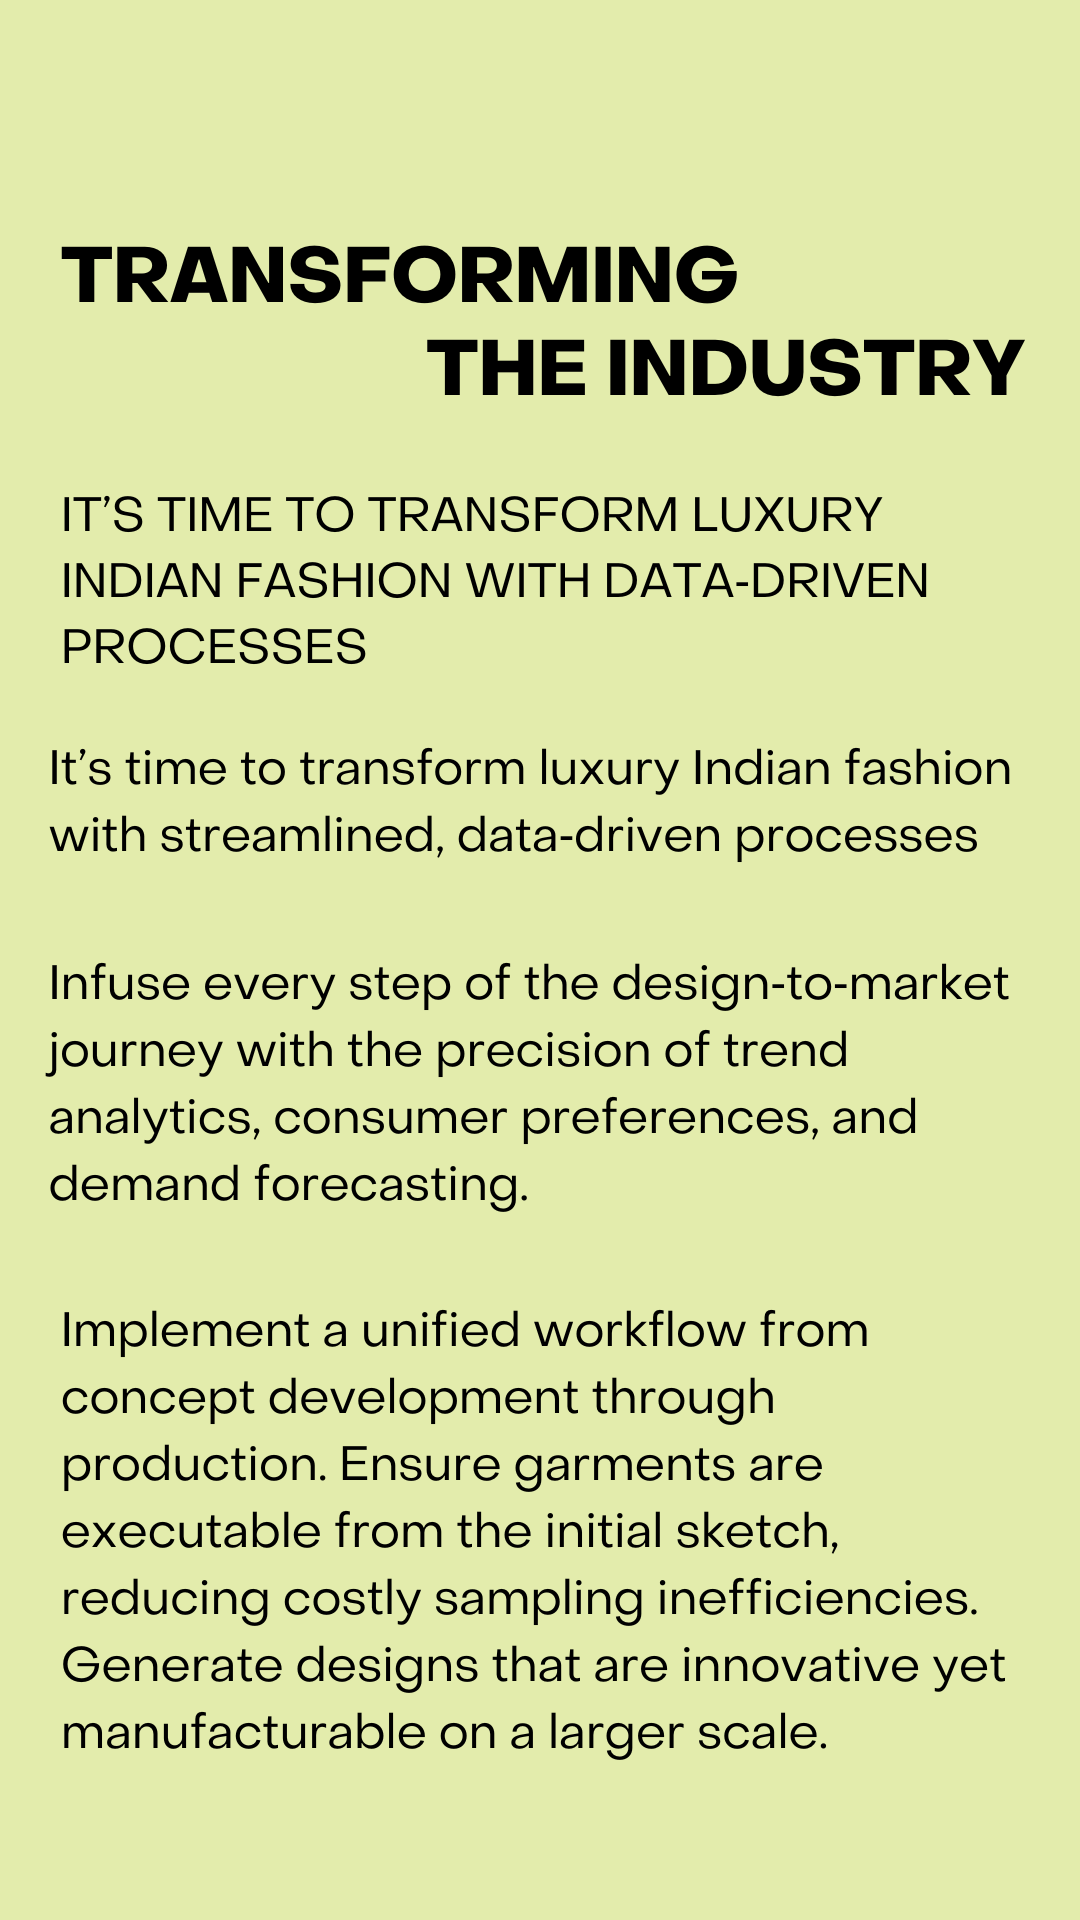 TRANSFORMING
THE INDUSTRY
IT’S TIME TO TRANSFORM LUXURY
INDIAN FASHION WITH DATA-DRIVEN
PROCESSES
It’s time to transform luxury Indian fashion
with streamlined, data-driven processes
Infuse every step of the design-to-market
journey with the precision of trend
analytics, consumer preferences, and
demand forecasting.
Implement a unified workflow from
concept development through
production. Ensure garments are
executable from the initial sketch,
reducing costly sampling inefficiencies.
Generate designs that are innovative yet
manufacturable on a larger scale.